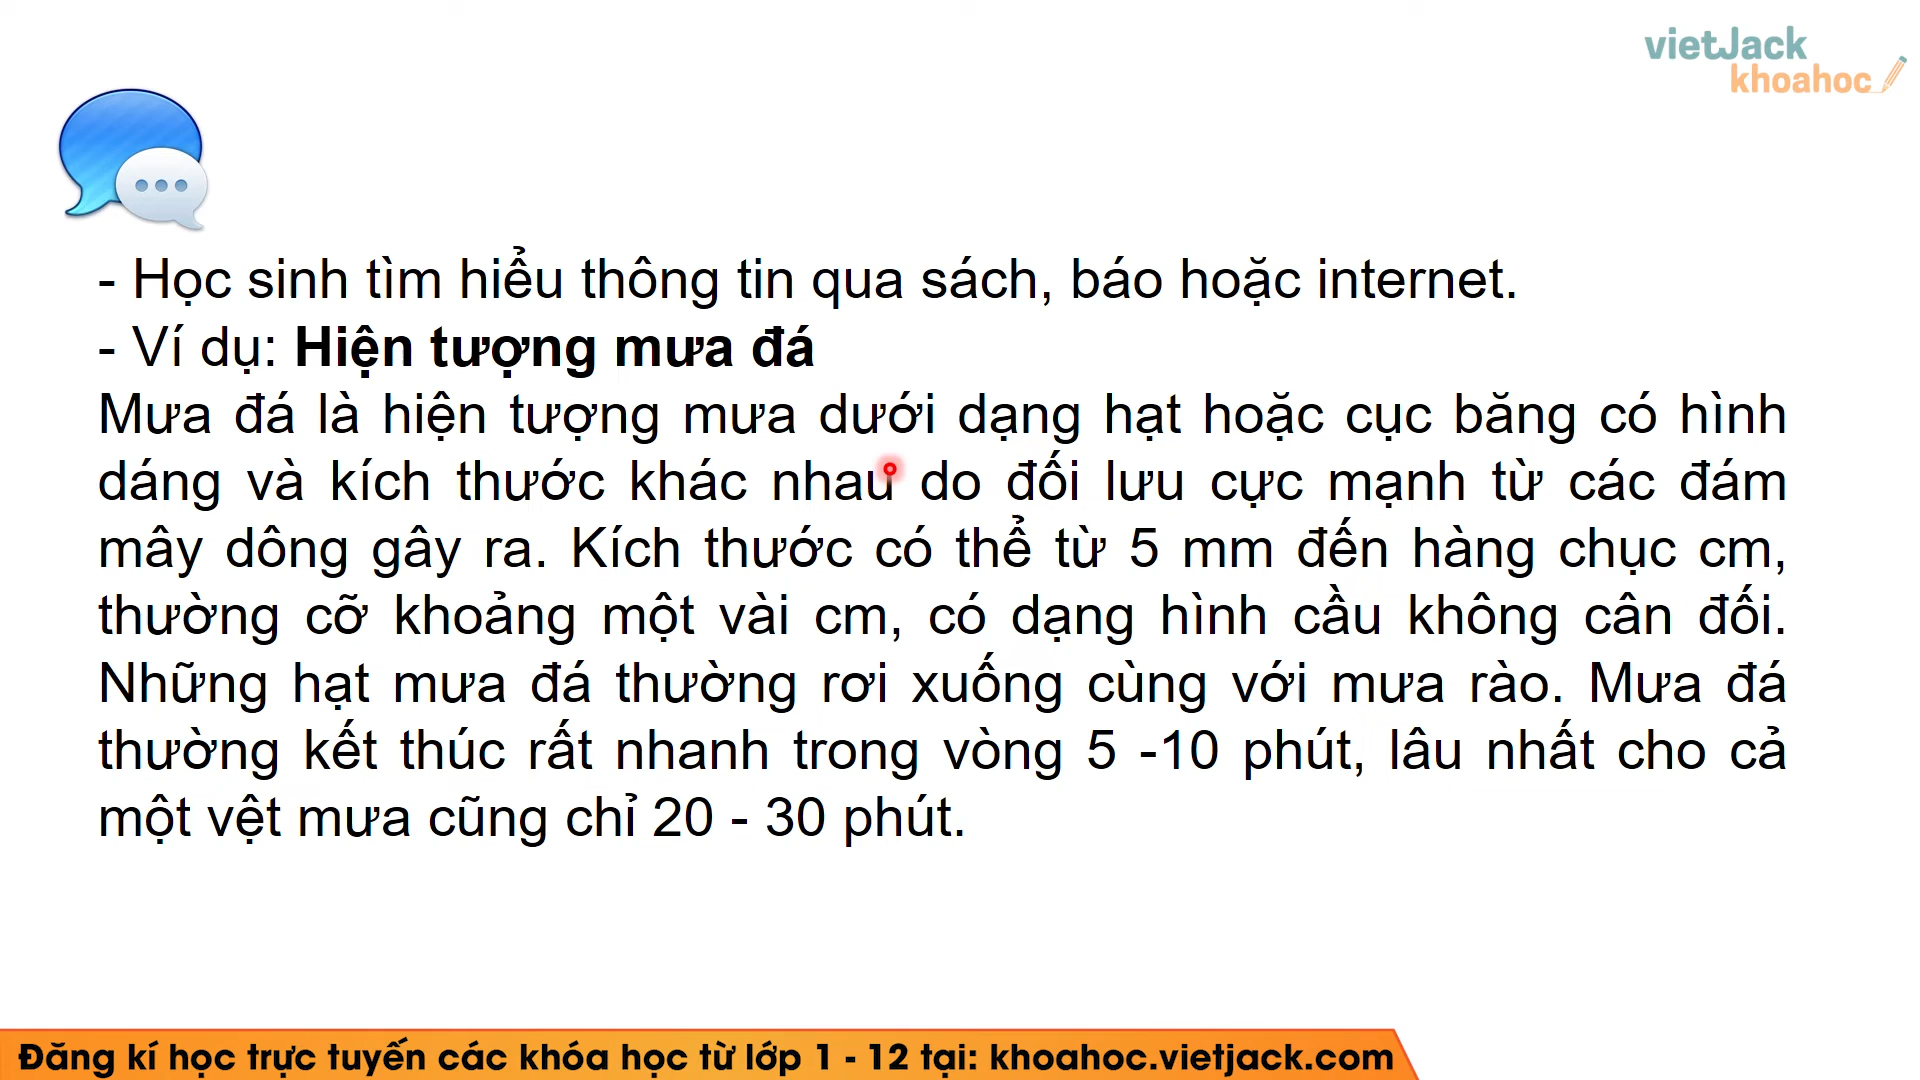 vietJack
khoahoc
- Học sinh tìm hiểu thông tin qua sách, báo hoặc internet.
- Ví dụ: Hiện tượng mưa đá
Mưa đá là hiện tượng mưa dưới dạng hạt hoặc cục băng có hình
dáng và kích thước khác nhau do đối lưu cực mạnh từ các đám
mây dông gây ra. Kích thước có thể từ 5 mm đến hàng chục cm,
thường cỡ khoảng một vài cm, có dạng hình cầu không cân đối.
Những hạt mưa đá thường rơi xuống cùng với mưa rào. Mưa đá
thường kết thúc rất nhanh trong vòng 5 -10 phút, lâu nhất cho cả
một vệt mưa cũng chỉ 20 - 30 phút.
Đăng kí học trực tuyến các khóa học từ lớp 1 - 12 tại: khoahoc.vietjack.com